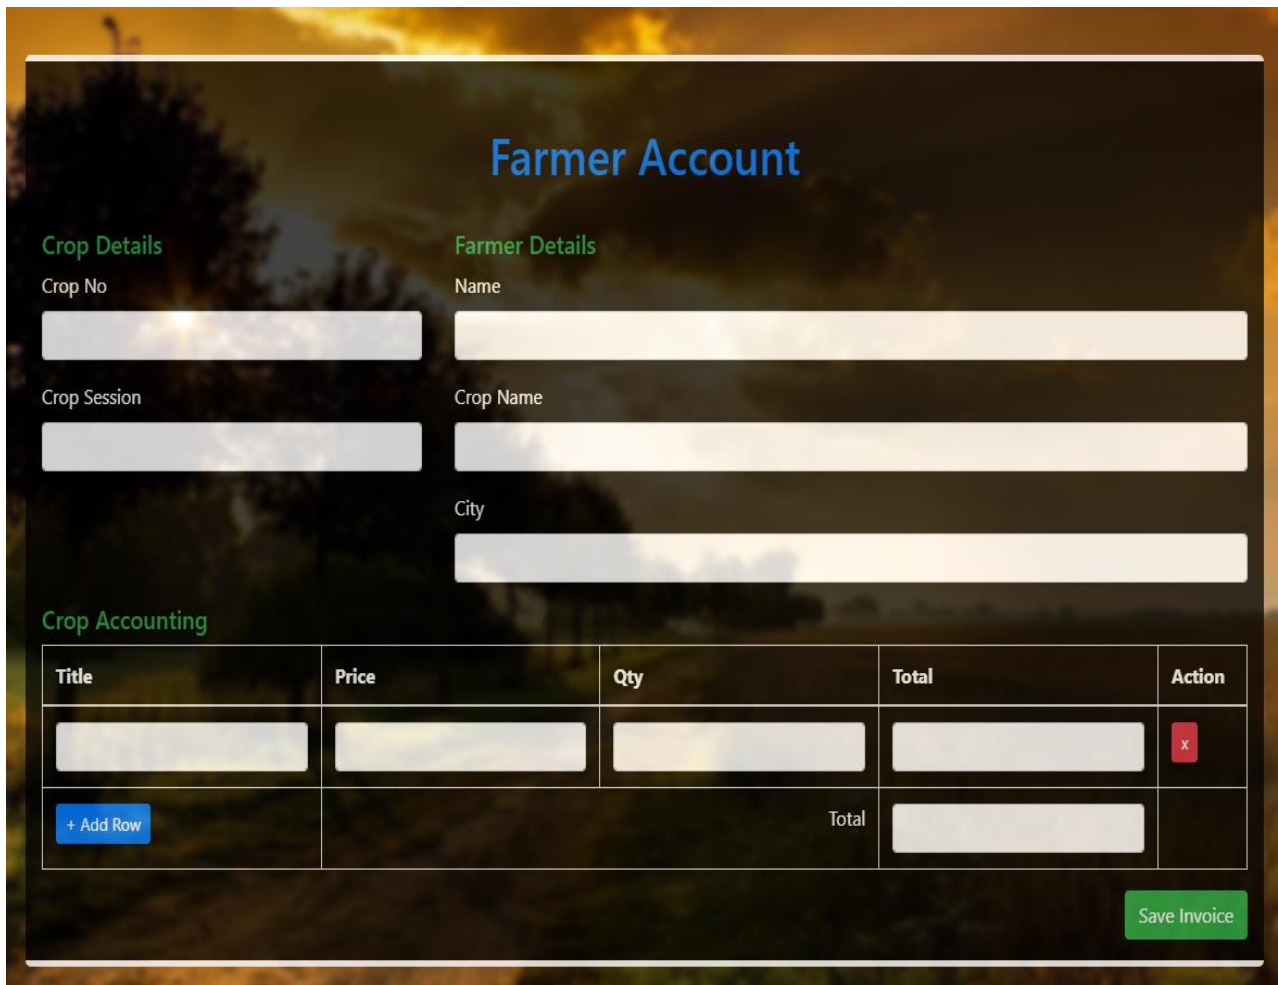 Farmer Account
Crop Details
Farmer Details
Crop No
Name
Crop Session
Crop Name
City
Crop Accounting
Title Price Qty Total Action
x
+ Add Row Total
Save Invoice